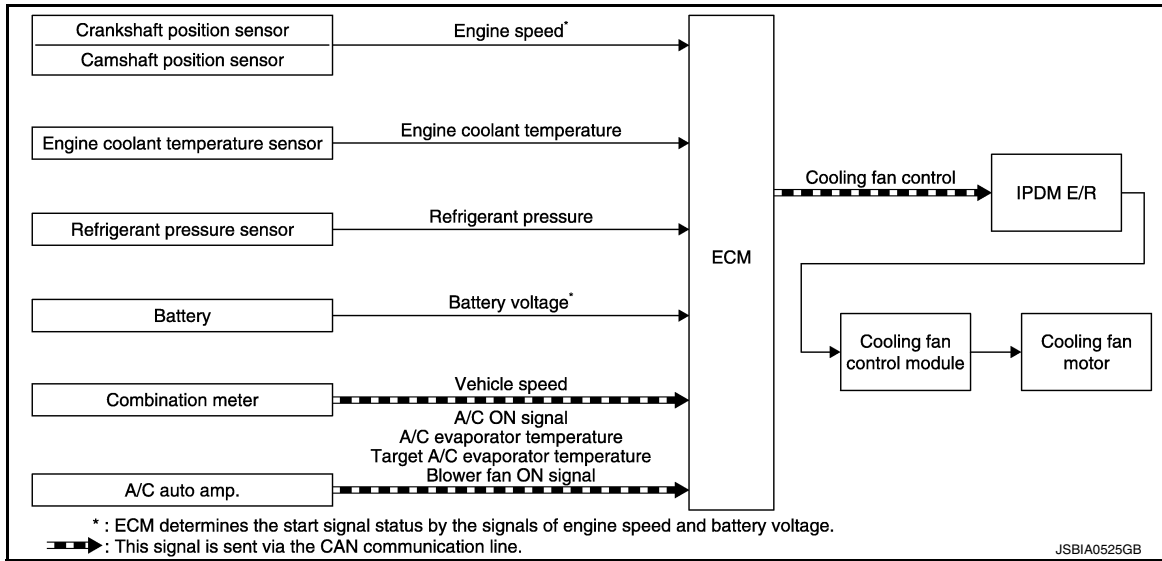 Crankshaft position sensor
Camshaft position sensor
Engine speed*
Engine coolant temperature sensor
Engine coolant temperature
Refrigerant pressure sensor
Refrigerant pressure
Battery
Battery voltage*
Combination meter
Vehicle speed
A/C auto amp.
A/C ON signal
A/C evaporator temperature
Target A/C evaporator temperature
Blower fan ON signal
ECM
Cooling fan control
IPDM E/R
Cooling fan
control module
Cooling fan
motor
* : ECM determines the start signal status by the signals of engine speed and battery voltage.
: This signal is sent via the CAN communication line.
JSBIA0525GB